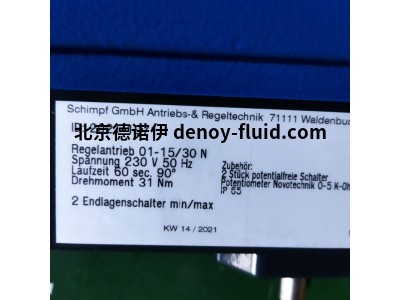 Schimpf GmbH Antriebs-& Regeltechnik 71111
北京德诺伊 denoy-fluid.com
Regelantrieb 01-15/30 N
Spannung 230 V 50 Hz
Laufzeit 60 sec. 90°
Drehmoment 31 Nm
2 Endlagenschalter min/max
Zubehör:
2 Stück potentialfreie Schalter
Potentiometer Novotechnik 0-5
IP 65
KW 14 / 2021